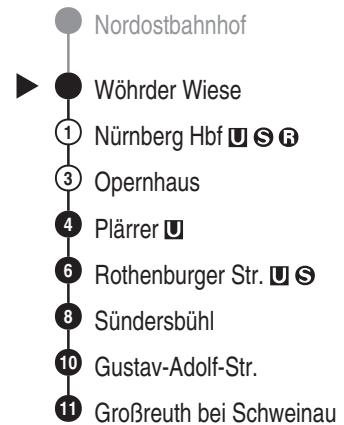 Nordostbahnhof
Wöhrder Wiese
1 Nürnberg Hbf U S R
3 Opernhaus
4 Plärrer U
6 Rothenburger Str. U S
8 Sündersbühl
10 Gustav-Adolf-Str.
11 Großreuth bei Schweinau